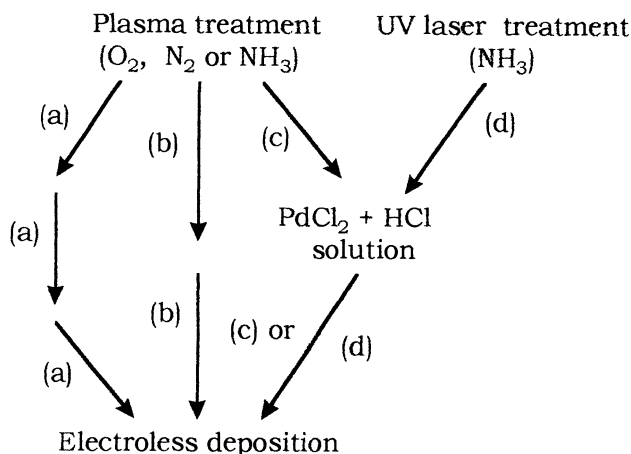 Plasma treatment
(O₂, N₂ or NH₃)
UV laser treatment
(NH₃)
(a)
(b)
(c)
(d)
(a)
PdCl₂ + HCl
solution
(b)
(c) or
(d)
(a)
Electroless deposition